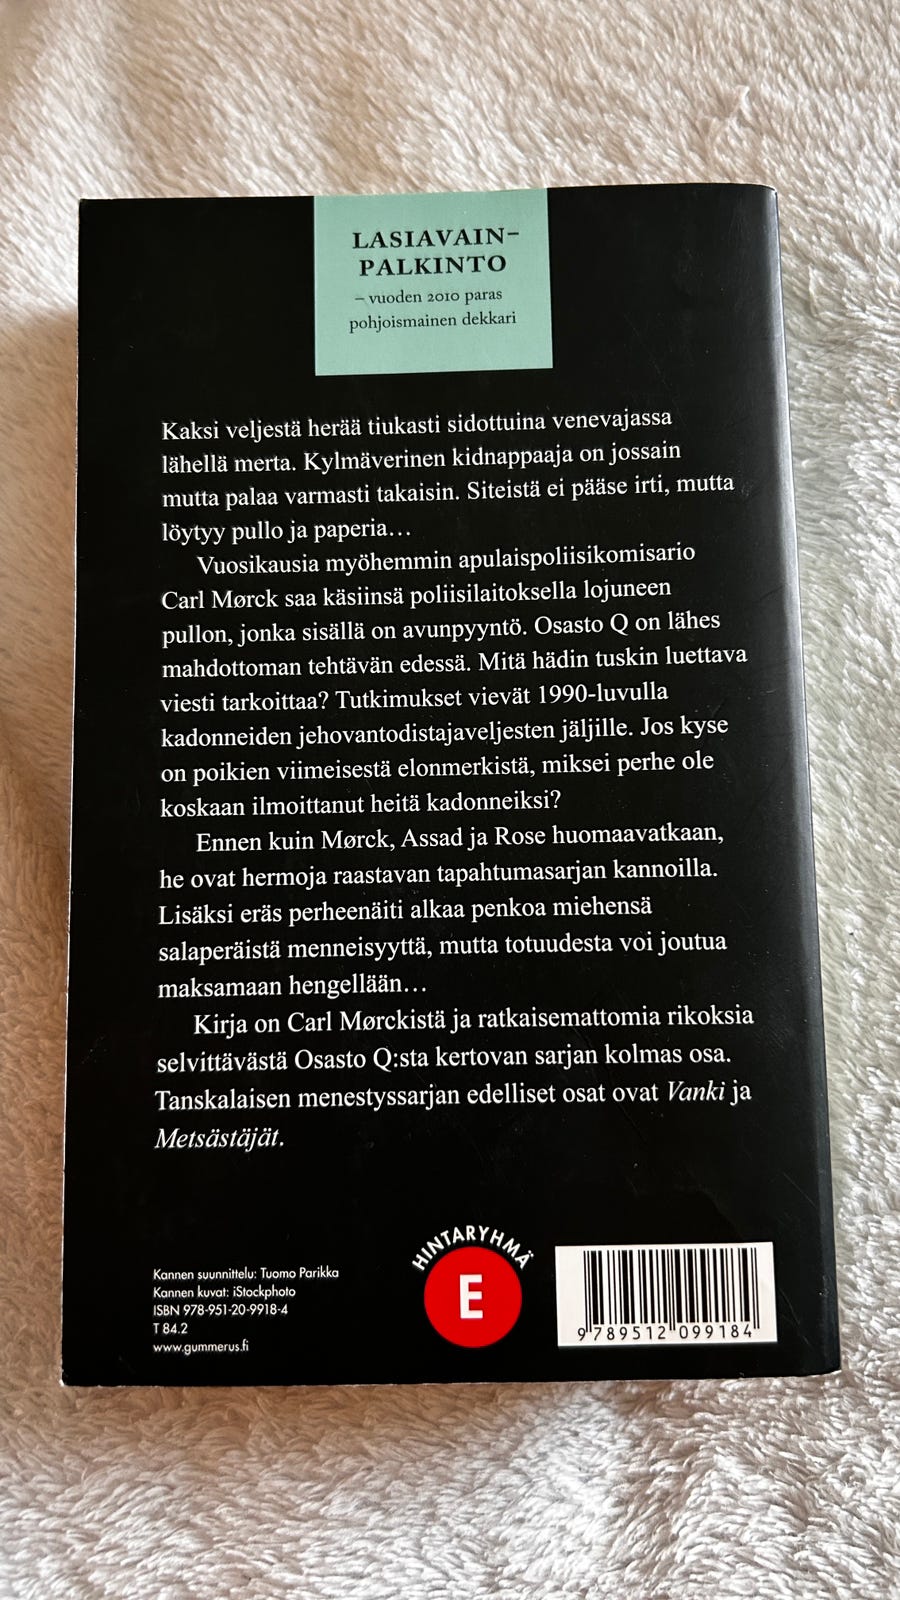 LASIAVAIN-
PALKINTO
– vuoden 2010 paras
pohjoismainen dekkari
Kaksi veljestä herää tiukasti sidottuina venevajassa
lähellä merta. Kylmäverinen kidnappaaja on jossain
mutta palaa varmasti takaisin. Siteistä ei pääse irti, mutta
löytyy pullo ja paperia…
Vuosikausia myöhemmin apulaispoliisikomisario
Carl Mørck saa käsiinsä poliisilaitoksella lojuneen
pullon, jonka sisällä on avunpyyntö. Osasto Q on lähes
mahdottoman tehtävän edessä. Mitä hädin tuskin luettava
viesti tarkoittaa? Tutkimukset vievät 1990-luvulla
kadonneiden jehovantodistajaveljesten jäljille. Jos kyse
on poikien viimeisestä elonmerkistä, miksei perhe ole
koskaan ilmoittanut heitä kadonneiksi?
Ennen kuin Mørck, Assad ja Rose huomaavatkaan,
he ovat hermoja raastavan tapahtumasarjan kannoilla.
Lisäksi eräs perheenäiti alkaa penkoa miehensä
salaperäistä menneisyyttä, mutta totuudesta voi joutua
maksamaan hengellään…
Kirja on Carl Mørckistä ja ratkaisemattomia rikoksia
selvittävästä Osasto Q:sta kertovan sarjan kolmas osa.
Tanskalaisen menestyssarjan edelliset osat ovat Vanki ja
Metsästäjät.
Kannen suunnittelu: Tuomo Parikka
Kannen kuvat: iStockphoto
ISBN 978-951-20-9918-4
T 84.2
www.gummerus.fi
HINTARYHMÄ
E
9 789512 099184